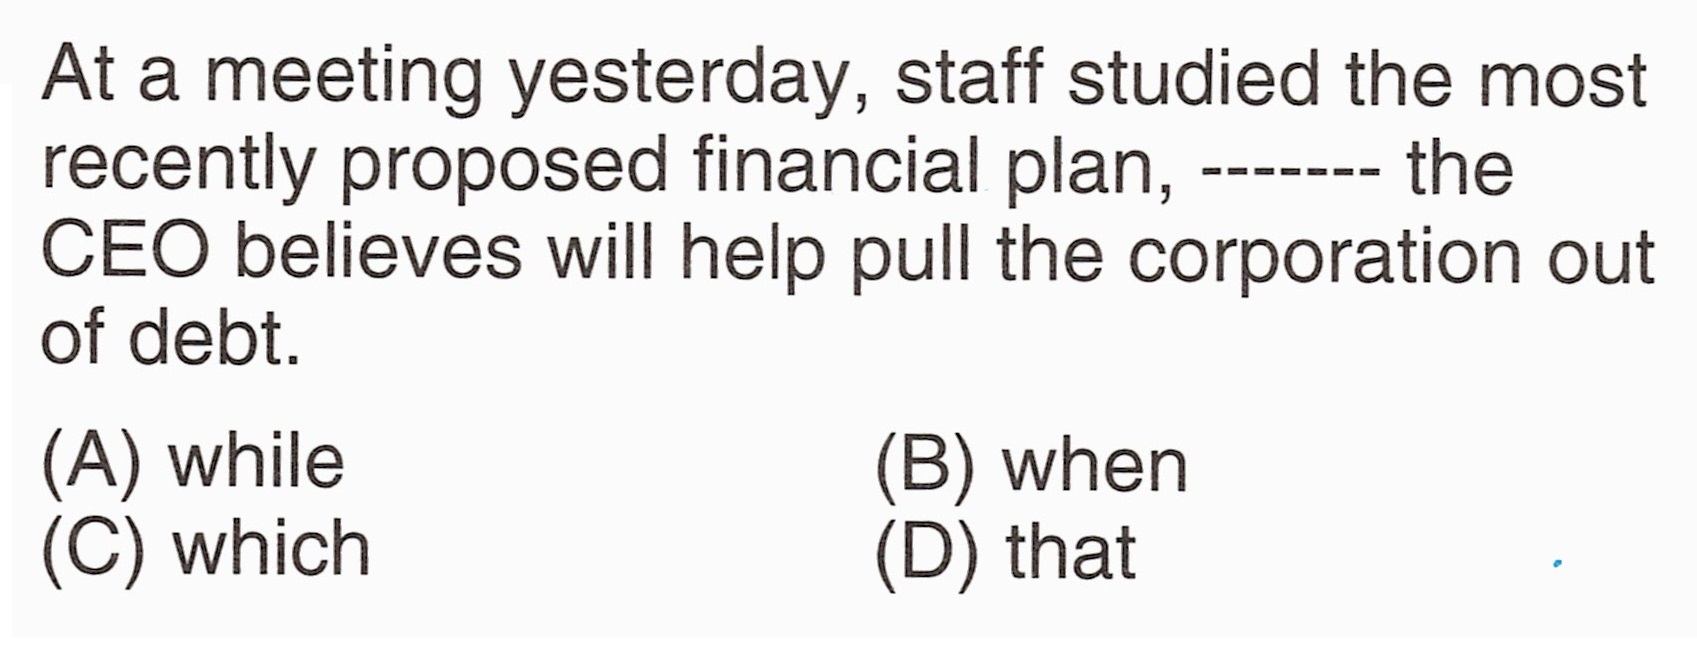 At a meeting yesterday, staff studied the most
recently proposed financial plan, ------- the
CEO believes will help pull the corporation out
of debt.
(A) while (B) when
(C) which (D) that